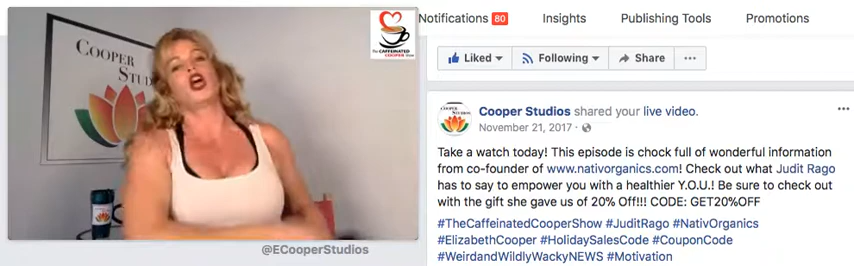 COOPER
STUD
The
CAFFEINATED
COOPER Show
@ECooperStudios
Notifications 80 Insights Publishing Tools Promotions
Liked Following Share
Cooper Studios shared your live video.
November 21, 2017
Take a watch today! This episode is chock full of wonderful information
from co-founder of www.nativorganics.com! Check out what Judit Rago
has to say to empower you with a healthier Y.O.U.! Be sure to check out
with the gift she gave us of 20% Off!!! CODE: GET20%OFF
#TheCaffeinatedCooperShow #JuditRago #NativOrganics
#ElizabethCooper #HolidaySalesCode #CouponCode
#WeirdandWildlyWackyNEWS #Motivation